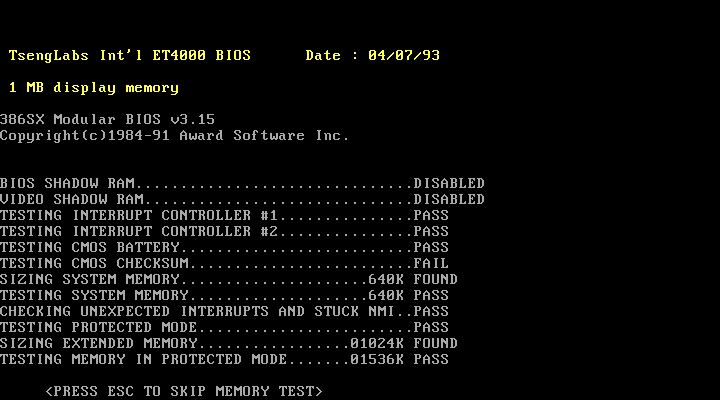 TsengLabs Int'l ET4000 BIOS      Date : 04/07/93
1 MB display memory
386SX Modular BIOS v3.15
Copyright(c)1984-91 Award Software Inc.
BIOS SHADOW RAM...............................DISABLED
VIDEO SHADOW RAM..............................DISABLED
TESTING INTERRUPT CONTROLLER #1...............PASS
TESTING INTERRUPT CONTROLLER #2...............PASS
TESTING CMOS BATTERY..........................PASS
TESTING CMOS CHECKSUM.........................FAIL
SIZING SYSTEM MEMORY.....................640K FOUND
TESTING SYSTEM MEMORY....................640K PASS
CHECKING UNEXPECTED INTERRUPTS AND STUCK NMI..PASS
TESTING PROTECTED MODE........................PASS
SIZING EXTENDED MEMORY.................01024K FOUND
TESTING MEMORY IN PROTECTED MODE.......01536K PASS
<PRESS ESC TO SKIP MEMORY TEST>